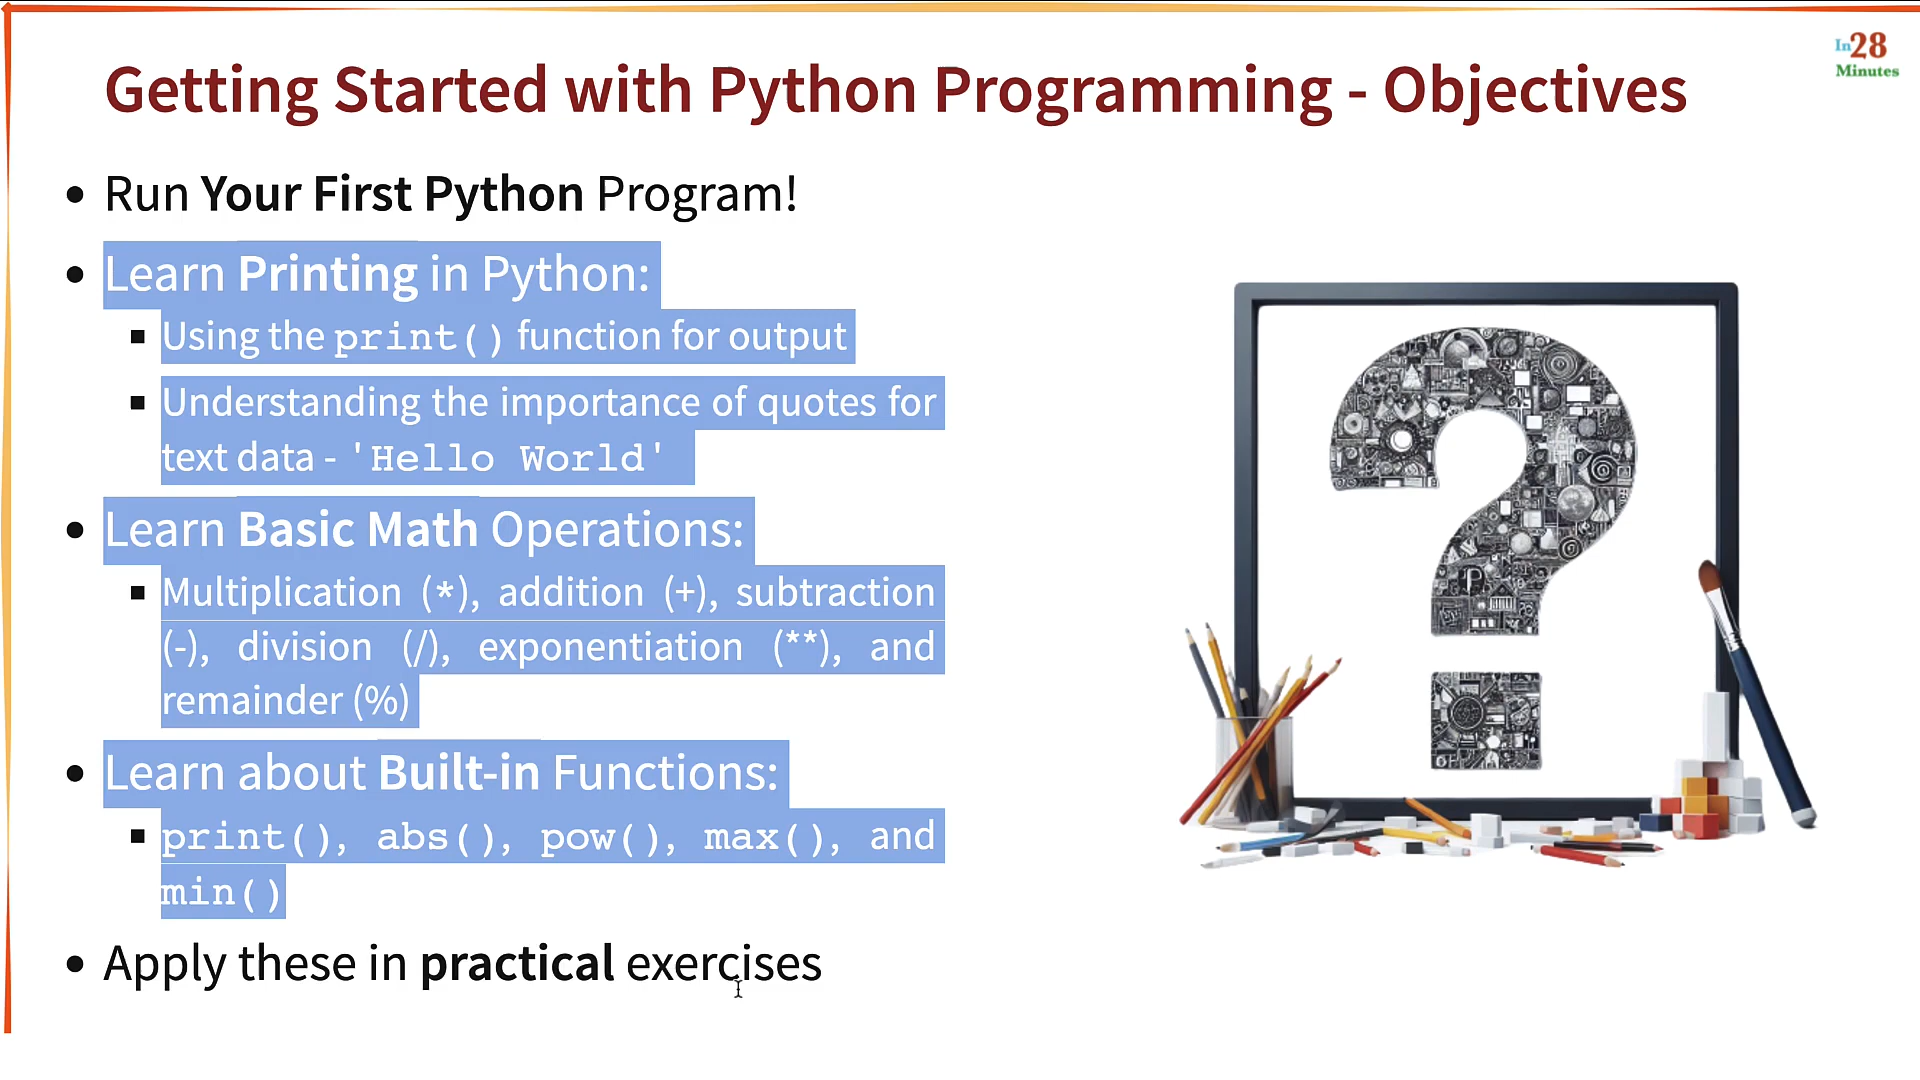 In28
Minutes
Getting Started with Python Programming - Objectives
• Run Your First Python Program!
• Learn Printing in Python:
▪ Using the print() function for output
▪ Understanding the importance of quotes for
text data - 'Hello World'
• Learn Basic Math Operations:
▪ Multiplication (*), addition (+), subtraction
(-), division (/), exponentiation (**), and
remainder (%)
• Learn about Built-in Functions:
▪ print(), abs(), pow(), max(), and
min()
• Apply these in practical exercises